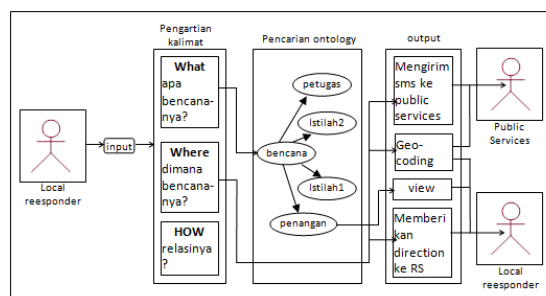 Pengartian
kalimat
Pencarian ontology
output
What
apa
bencana-
nya?
Where
dimana
bencana-
nya?
HOW
relasinya
?
Local
reesponder
input
petugas
Istilah2
bencana
Istilah1
penangan
Mengirim
sms ke
public
services
Geo-
coding
view
Memberi
kan
direction
ke RS
Public
Services
Local
reesponder